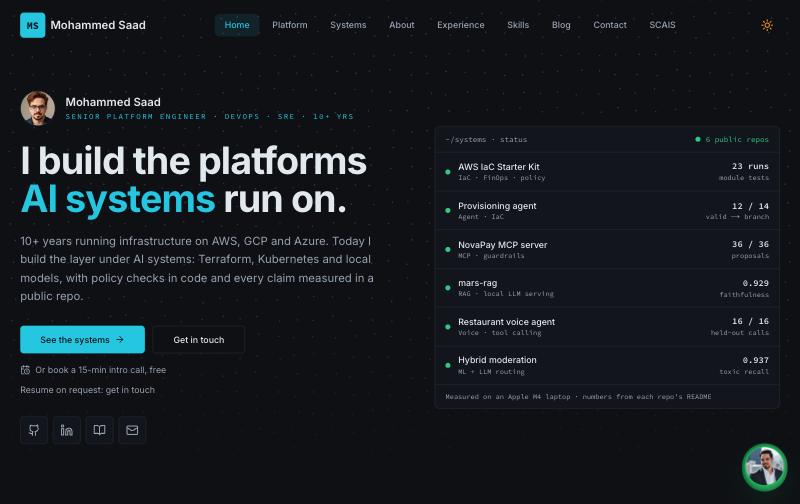 MS Mohammed Saad
Home Platform Systems About Experience Skills Blog Contact SCAIS
Mohammed Saad
SENIOR PLATFORM ENGINEER · DEVOPS · SRE · 10+ YRS
I build the platforms
AI systems run on.
10+ years running infrastructure on AWS, GCP and Azure. Today I
build the layer under AI systems: Terraform, Kubernetes and local
models, with policy checks in code and every claim measured in a
public repo.
See the systems →
Get in touch
Or book a 15-min intro call, free
Resume on request: get in touch
~/systems · status
6 public repos
AWS IaC Starter Kit
23 runs
IaC · FinOps · policy
module tests
Provisioning agent
12 / 14
Agent · IaC
valid ⟶ branch
NovaPay MCP server
36 / 36
MCP · guardrails
proposals
mars-rag
0.929
RAG · local LLM serving
faithfulness
Restaurant voice agent
16 / 16
Voice · tool calling
held-out calls
Hybrid moderation
0.937
ML + LLM routing
toxic recall
Measured on an Apple M4 laptop · numbers from each repo's README